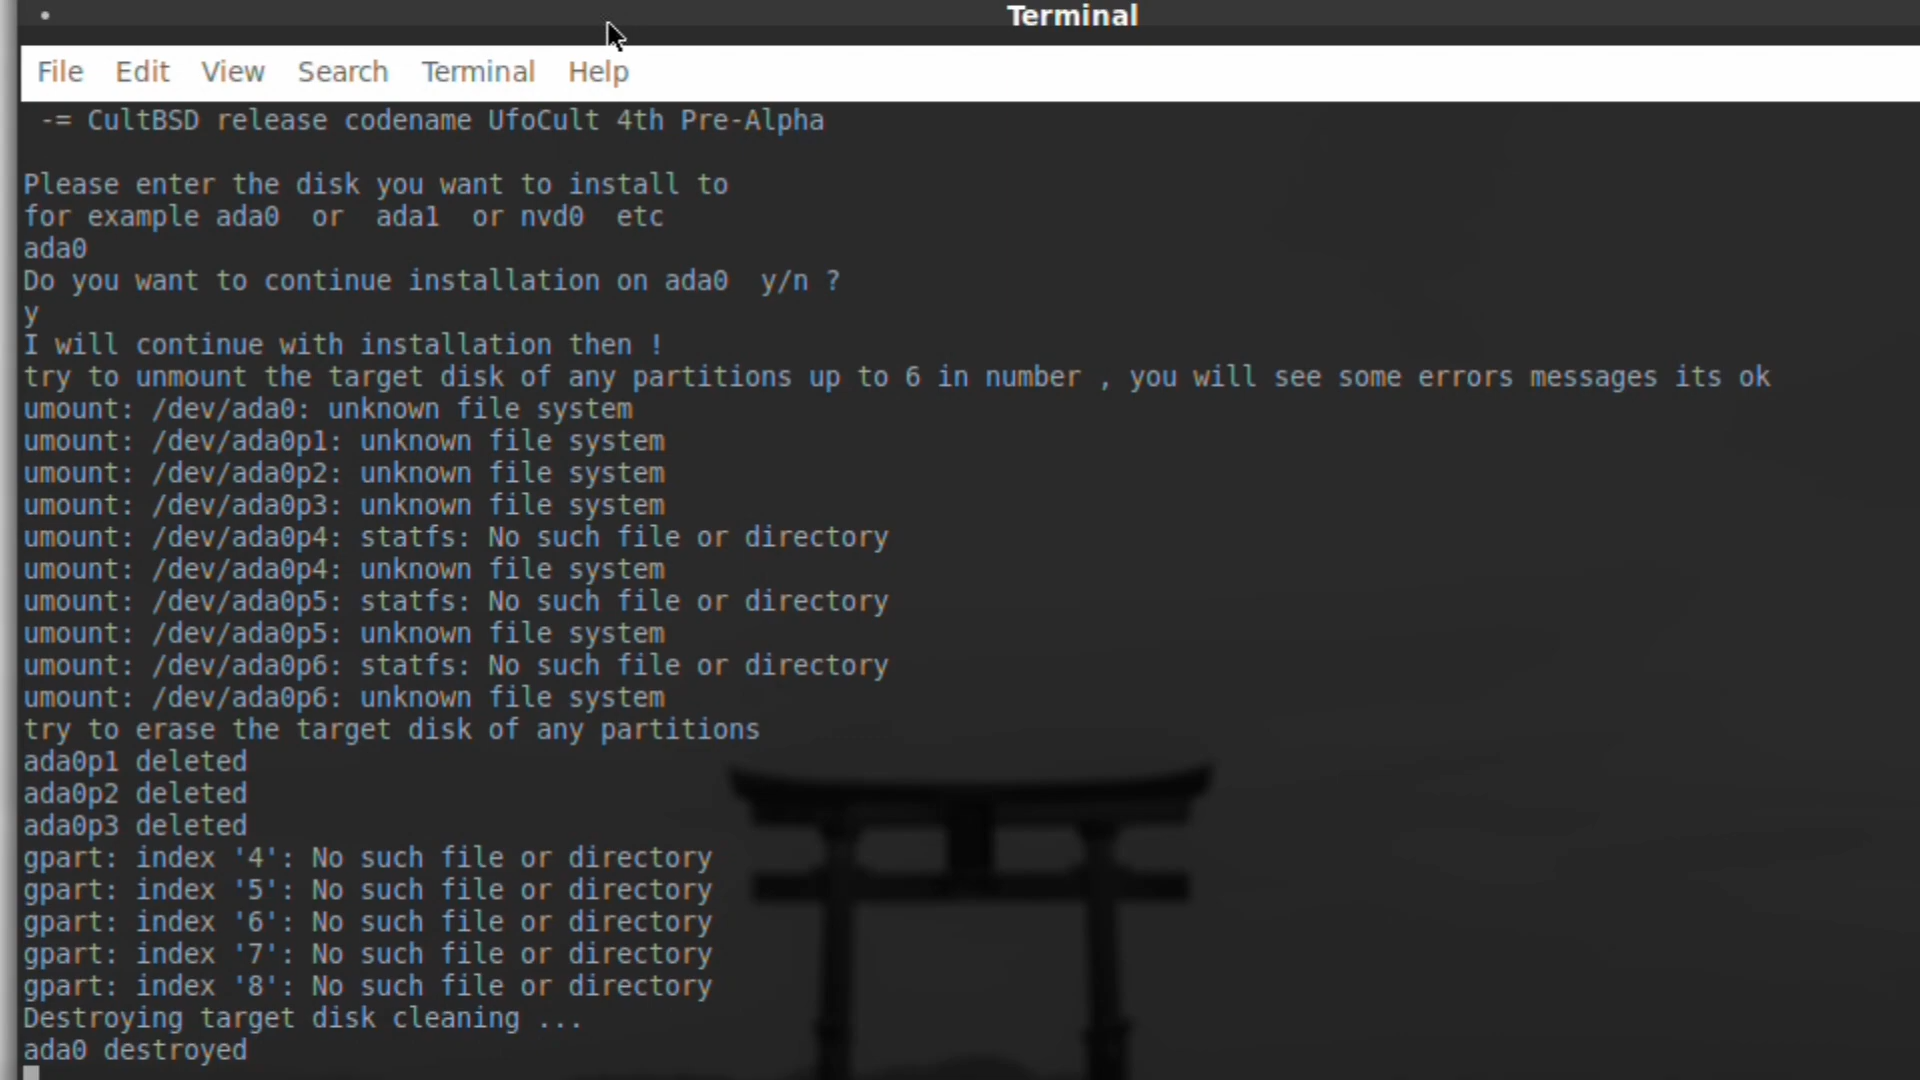 Terminal
File Edit View Search Terminal Help
-= CultBSD release codename UfoCult 4th Pre-Alpha
Please enter the disk you want to install to
for example ada0  or  ada1  or nvd0  etc
ada0
Do you want to continue installation on ada0  y/n ?
y
I will continue with installation then !
try to unmount the target disk of any partitions up to 6 in number , you will see some errors messages its ok
umount: /dev/ada0: unknown file system
umount: /dev/ada0p1: unknown file system
umount: /dev/ada0p2: unknown file system
umount: /dev/ada0p3: unknown file system
umount: /dev/ada0p4: statfs: No such file or directory
umount: /dev/ada0p4: unknown file system
umount: /dev/ada0p5: statfs: No such file or directory
umount: /dev/ada0p5: unknown file system
umount: /dev/ada0p6: statfs: No such file or directory
umount: /dev/ada0p6: unknown file system
try to erase the target disk of any partitions
ada0p1 deleted
ada0p2 deleted
ada0p3 deleted
gpart: index '4': No such file or directory
gpart: index '5': No such file or directory
gpart: index '6': No such file or directory
gpart: index '7': No such file or directory
gpart: index '8': No such file or directory
Destroying target disk cleaning ...
ada0 destroyed